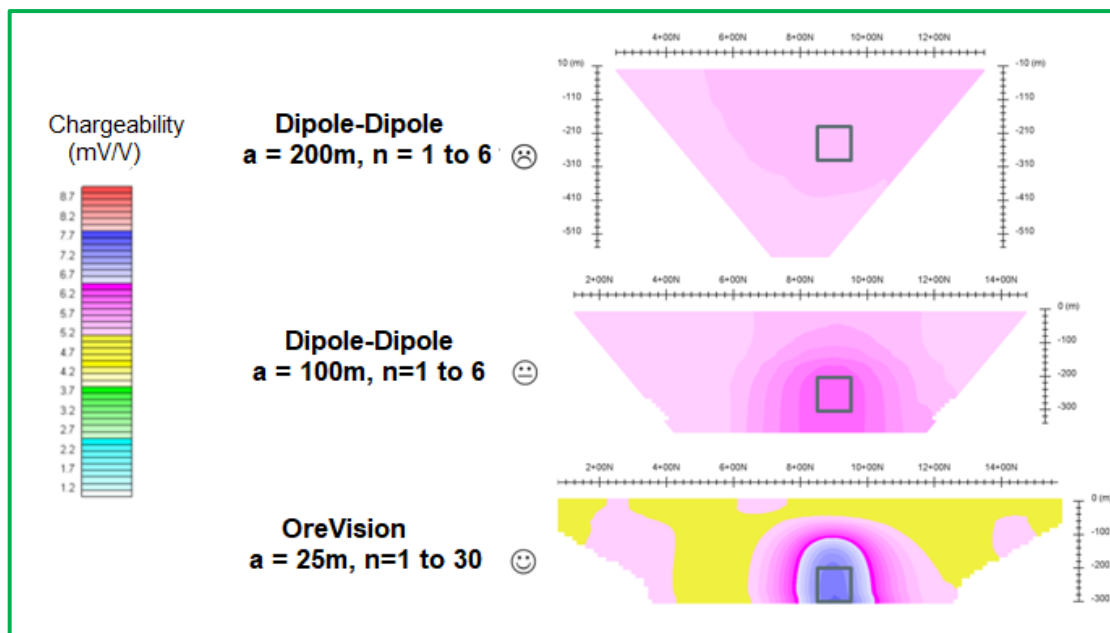 Chargeability
(mV/V)
8.7
8.2
7.7
7.2
6.7
6.2
5.7
5.2
4.7
4.2
3.7
3.2
2.7
2.2
1.7
1.2
Dipole-Dipole
a = 200m, n = 1 to 6
4+00N 6+00N 8+00N 10+00N 12+00N
10 (m) -10 (m)
-110 -110
-210 -210
-310 -310
-410 -410
-510 -510
Dipole-Dipole
a = 100m, n=1 to 6
2+00N 4+00N 6+00N 8+00N 10+00N 12+00N 14+00N
0 (m)
-100
-200
-300
OreVision
a = 25m, n=1 to 30
2+00N 4+00N 6+00N 8+00N 10+00N 12+00N 14+00N
0 (m)
-100
-200
-300